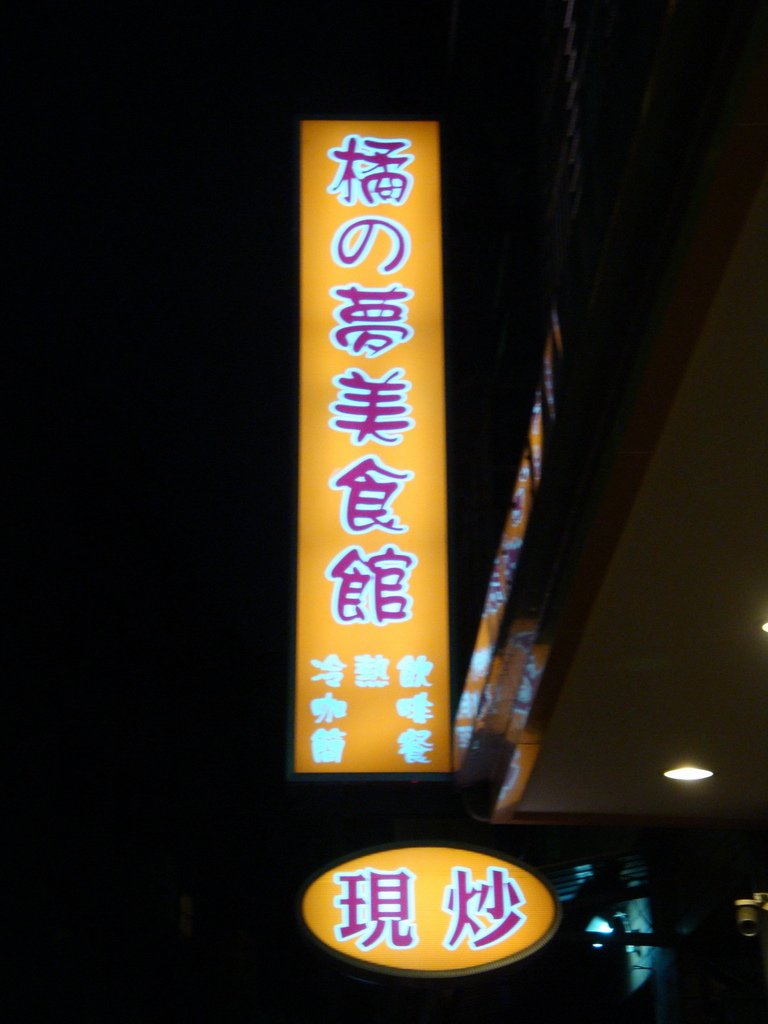 橘の夢美食館
冷熱飲
咖啡
簡餐
現炒